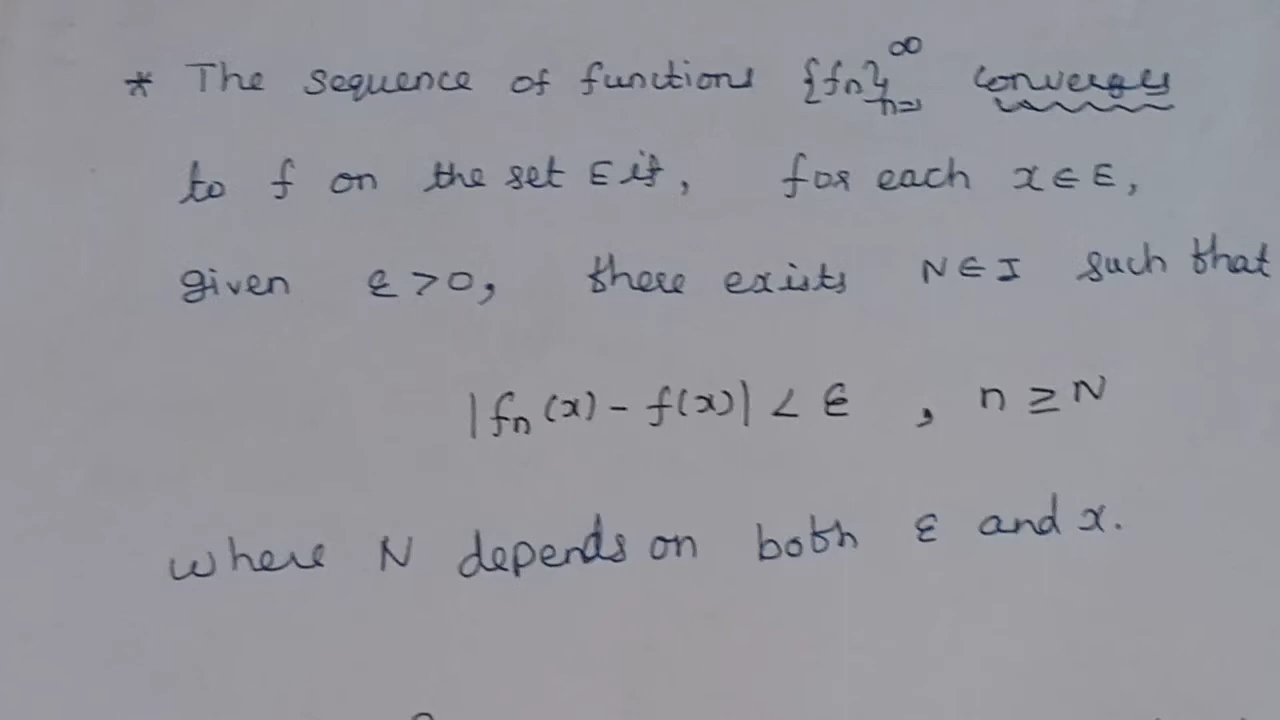 * The sequence of functions {fn}∞n=1 converges
to f on the set E if, for each x ∈ E,
given ε > 0, there exists N ∈ I such that
|fn(x) - f(x)| < ε , n ≥ N
where N depends on both ε and x.